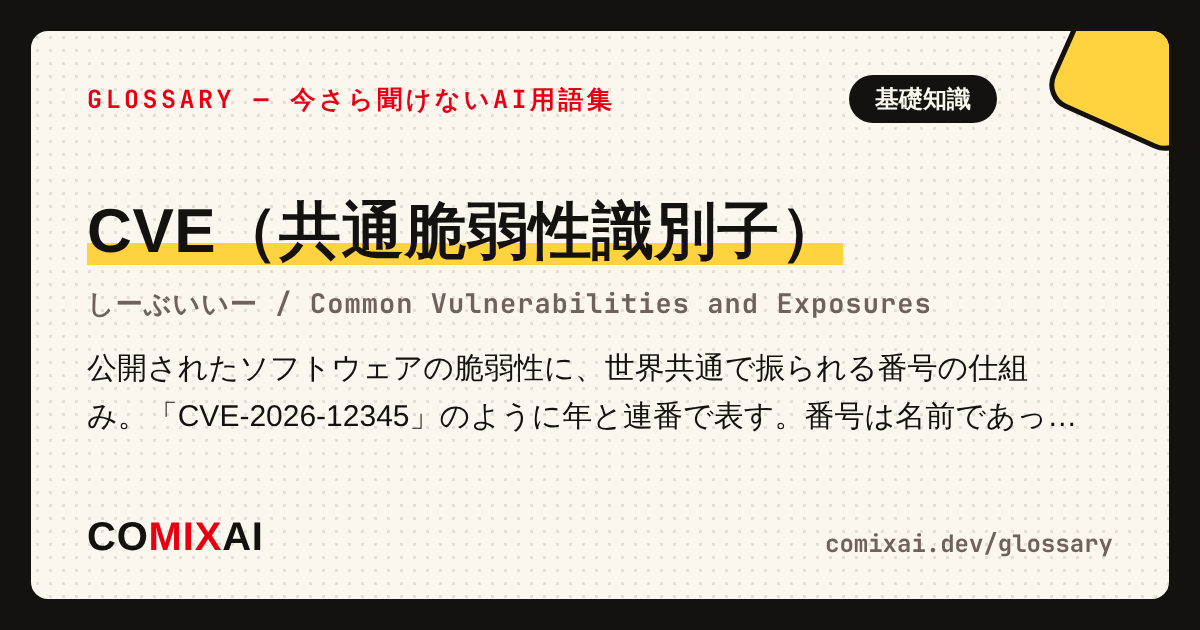 GLOSSARY — 今さら聞けないAI用語集
基礎知識
CVE（共通脆弱性識別子）
しーぶいいー / Common Vulnerabilities and Exposures
公開されたソフトウェアの脆弱性に、世界共通で振られる番号の仕組
み。「CVE-2026-12345」のように年と連番で表す。番号は名前であっ…
COMIXAI
comixai.dev/glossary